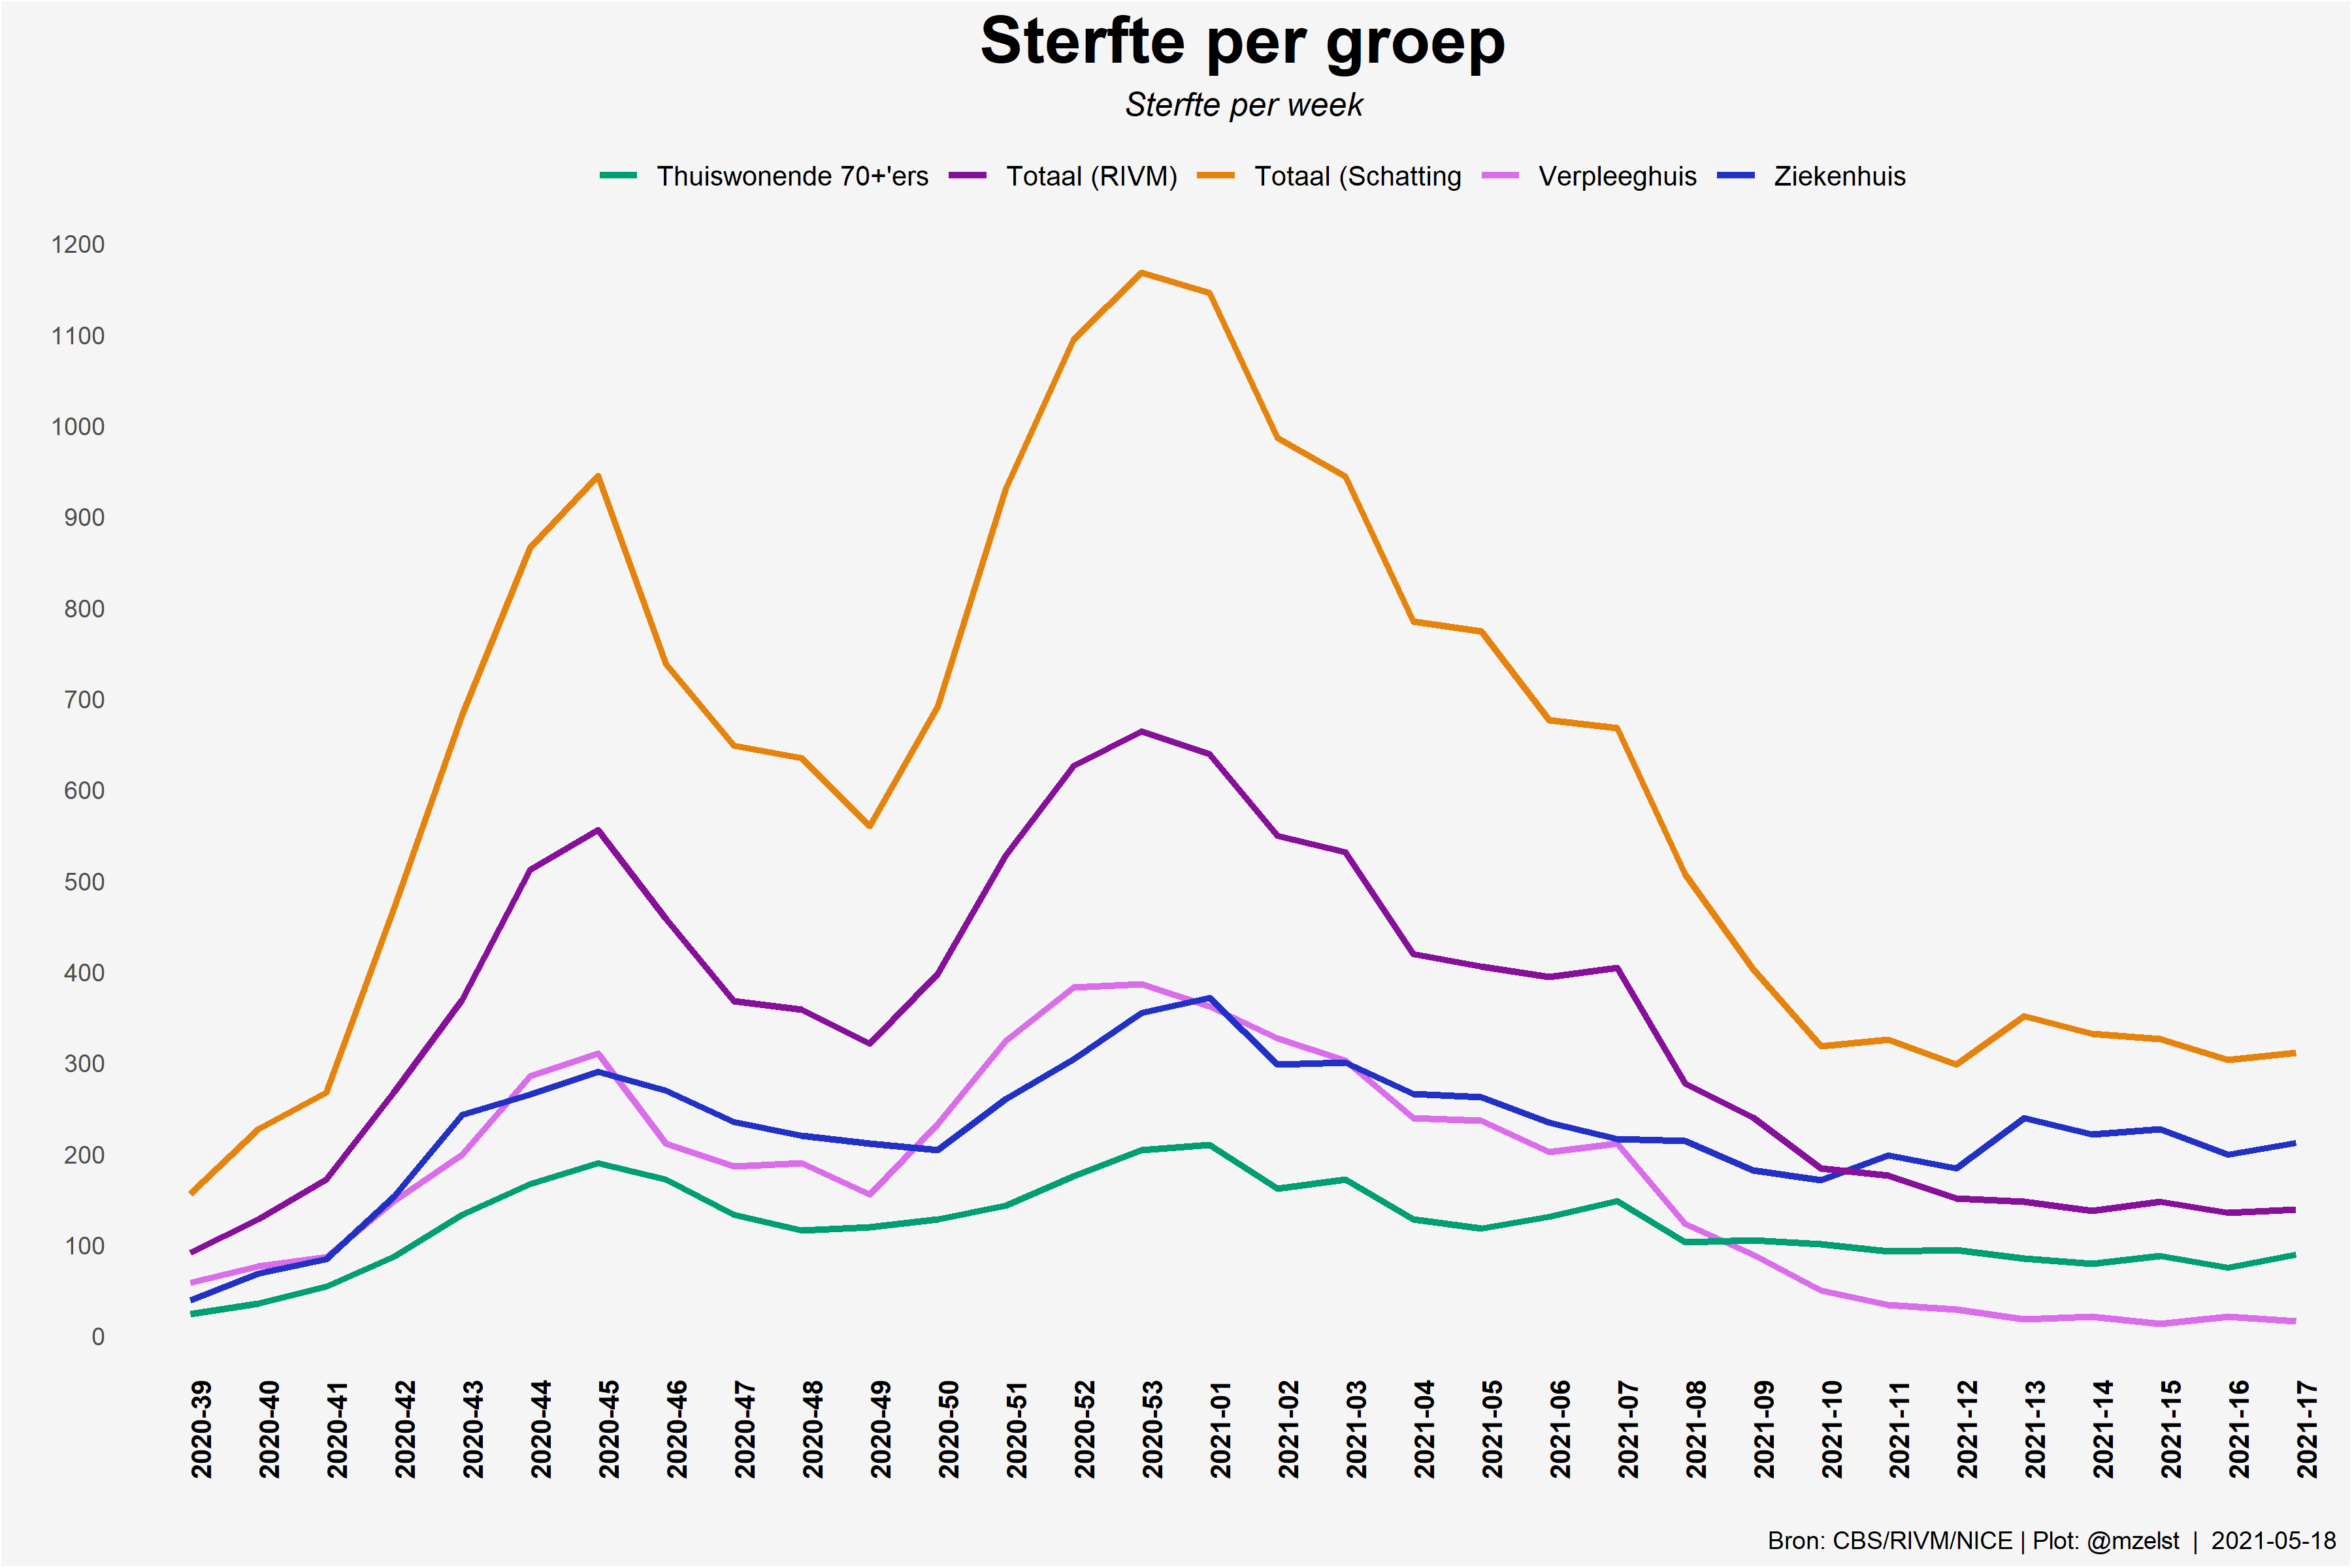 Sterfte per groep
Sterfte per week
Thuiswonende 70+'ers Totaal (RIVM) Totaal (Schatting Verpleeghuis Ziekenhuis
1200
1100
1000
900
800
700
600
500
400
300
200
100
0
2020-39 2020-40 2020-41 2020-42 2020-43 2020-44 2020-45 2020-46 2020-47 2020-48 2020-49 2020-50 2020-51 2020-52 2020-53 2021-01 2021-02 2021-03 2021-04 2021-05 2021-06 2021-07 2021-08 2021-09 2021-10 2021-11 2021-12 2021-13 2021-14 2021-15 2021-16 2021-17
Bron: CBS/RIVM/NICE | Plot: @mzelst | 2021-05-18